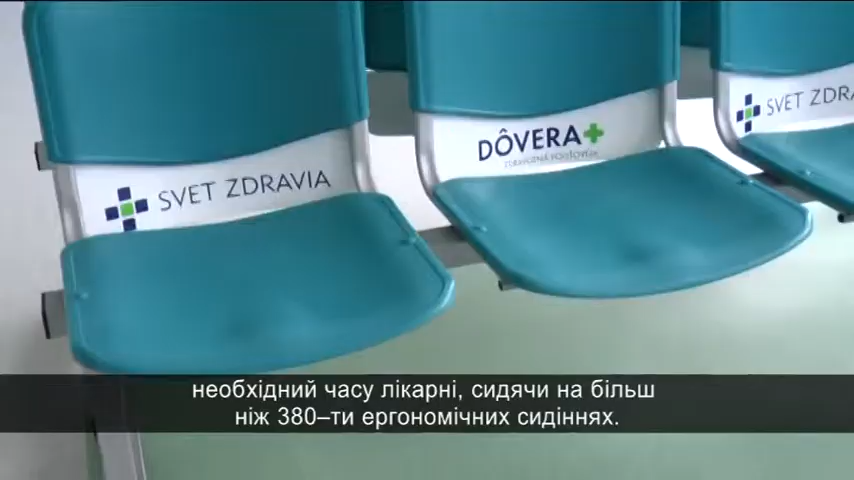 SVET ZDRAVIA
DÔVERA
SVET ZDRA
необхідний часу лікарні, сидячи на більш
ніж 380–ти ергономічних сидіннях.